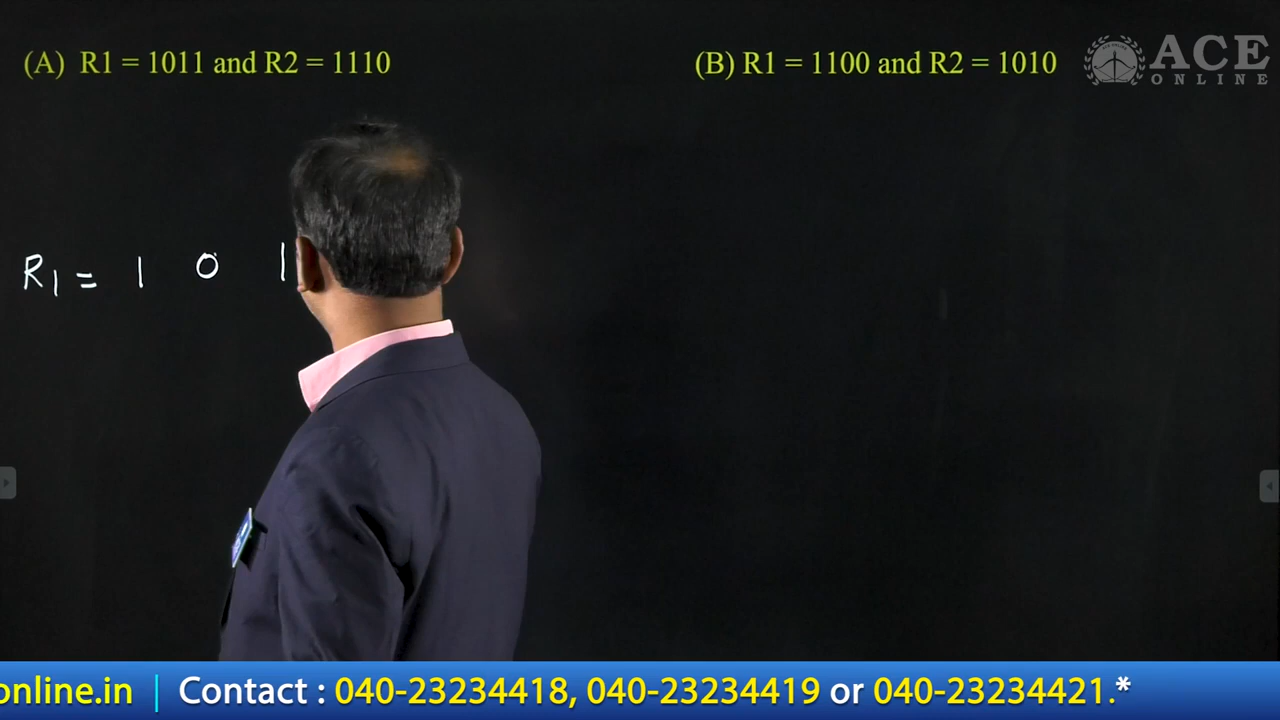 (A) R1 = 1011 and R2 = 1110
(B) R1 = 1100 and R2 = 1010
ACE
ONLINE
R1 = 1 0 1
online.in | Contact : 040-23234418, 040-23234419 or 040-23234421.*